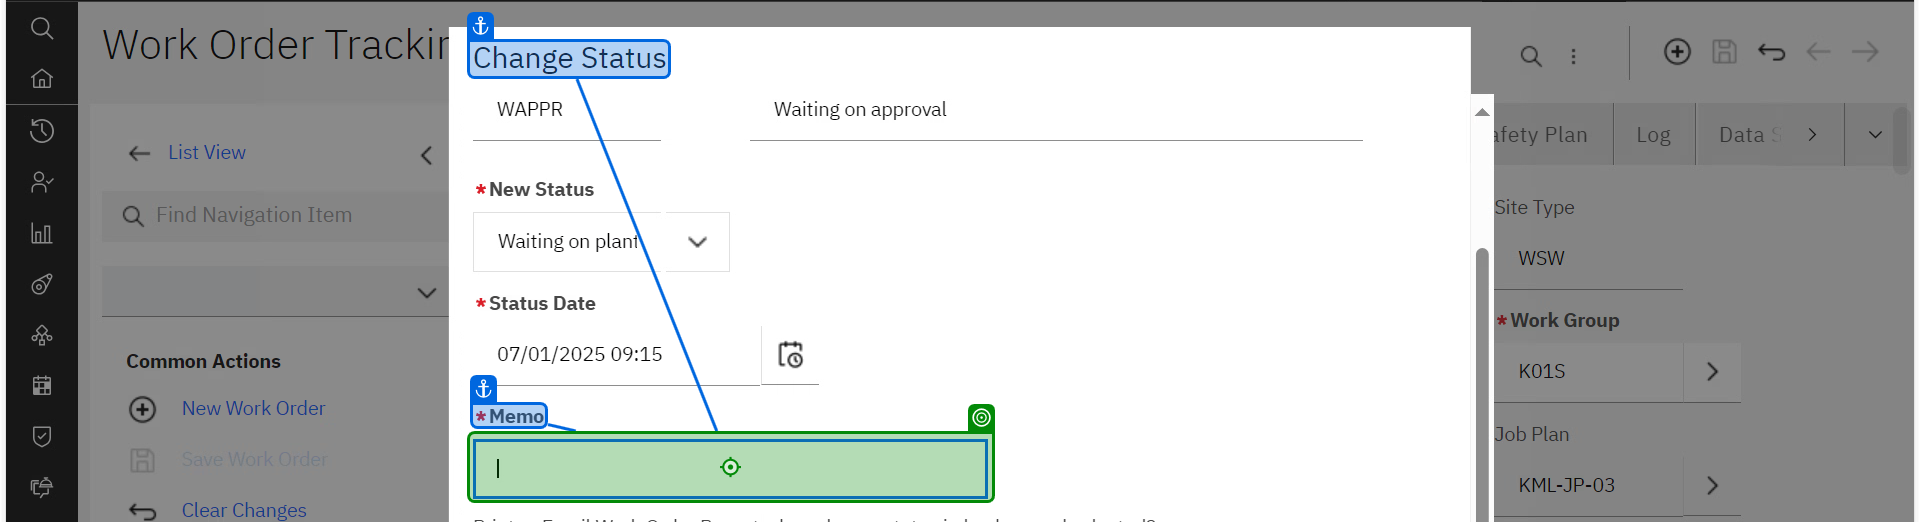 Work Order Trackin
Change Status
WAPPR
Waiting on approval
List View
Find Navigation Item
Common Actions
New Work Order
Save Work Order
Clear Changes
* New Status
Waiting on plant
* Status Date
07/01/2025 09:15
* Memo
afety Plan
Log
Data S
Site Type
WSW
* Work Group
K01S
Job Plan
KML-JP-03